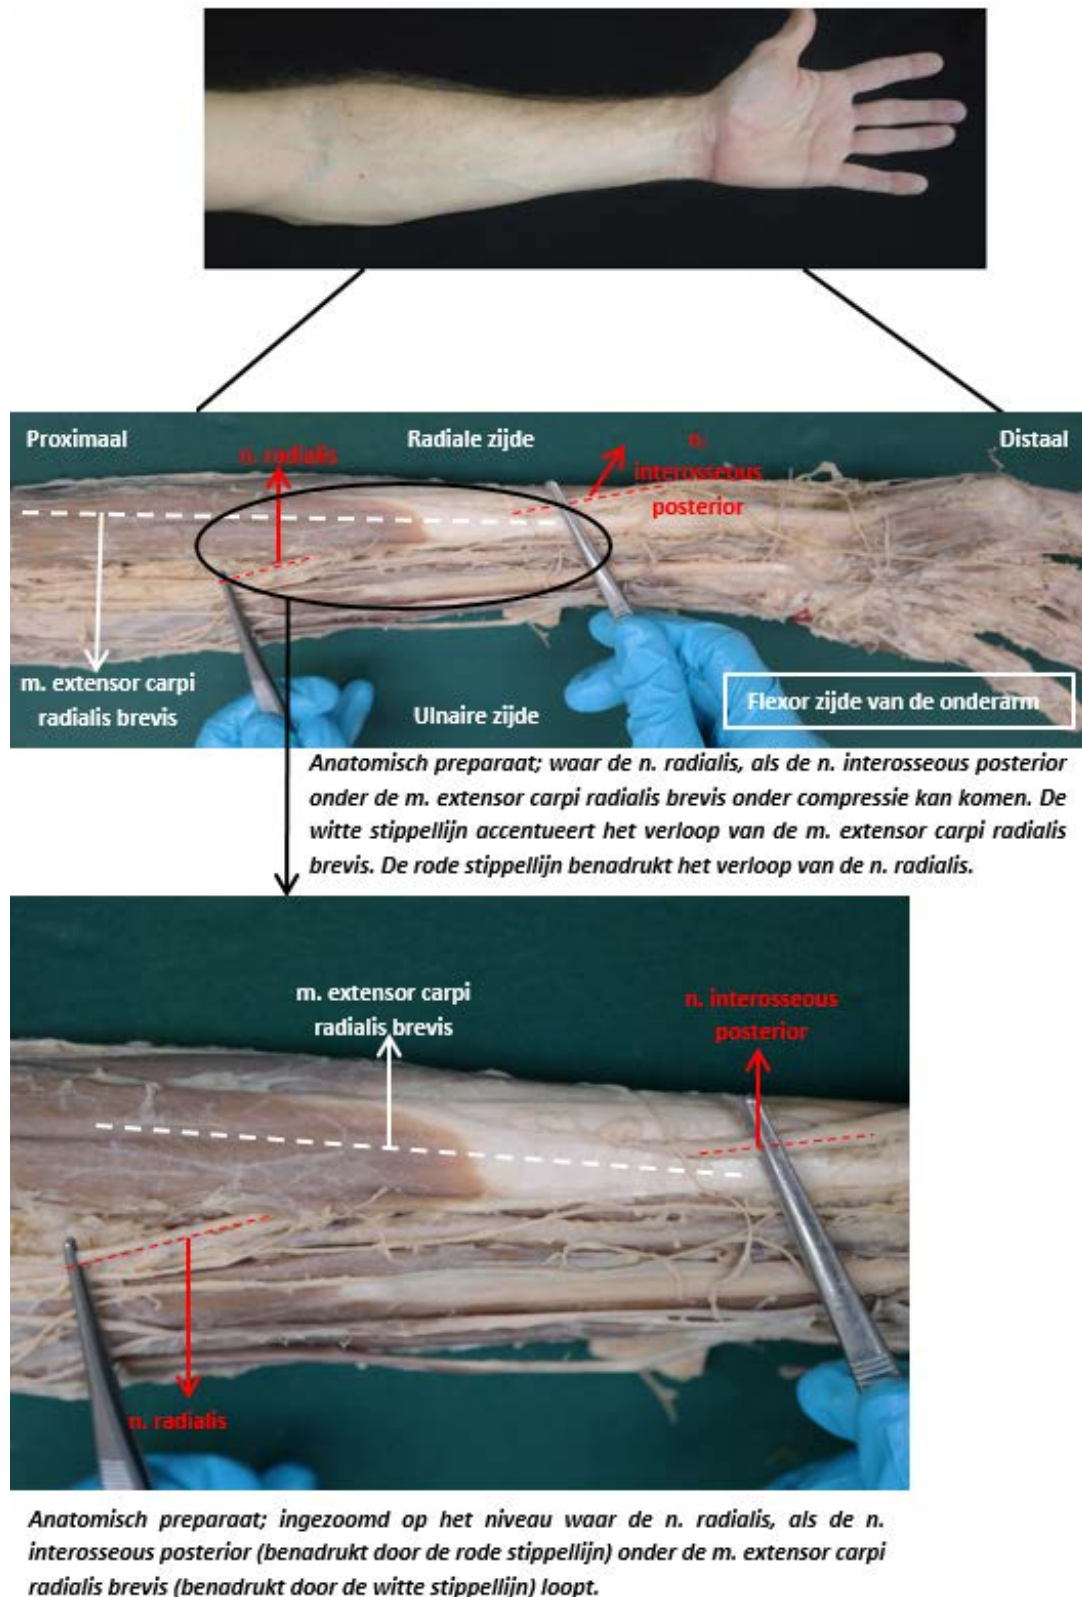 Proximaal
Radiale zijde
Distaal
n. radialis
n.
interosseous
posterior
m. extensor carpi
radialis brevis
Ulnaire zijde
Flexor zijde van de onderarm
Anatomisch preparaat; waar de n. radialis, als de n. interosseous posterior
onder de m. extensor carpi radialis brevis onder compressie kan komen. De
witte stippellijn accentueert het verloop van de m. extensor carpi radialis
brevis. De rode stippellijn benadrukt het verloop van de n. radialis.
m. extensor carpi
radialis brevis
n. interosseous
posterior
n. radialis
Anatomisch preparaat; ingezoomd op het niveau waar de n. radialis, als de n.
interosseous posterior (benadrukt door de rode stippellijn) onder de m. extensor carpi
radialis brevis (benadrukt door de witte stippellijn) loopt.